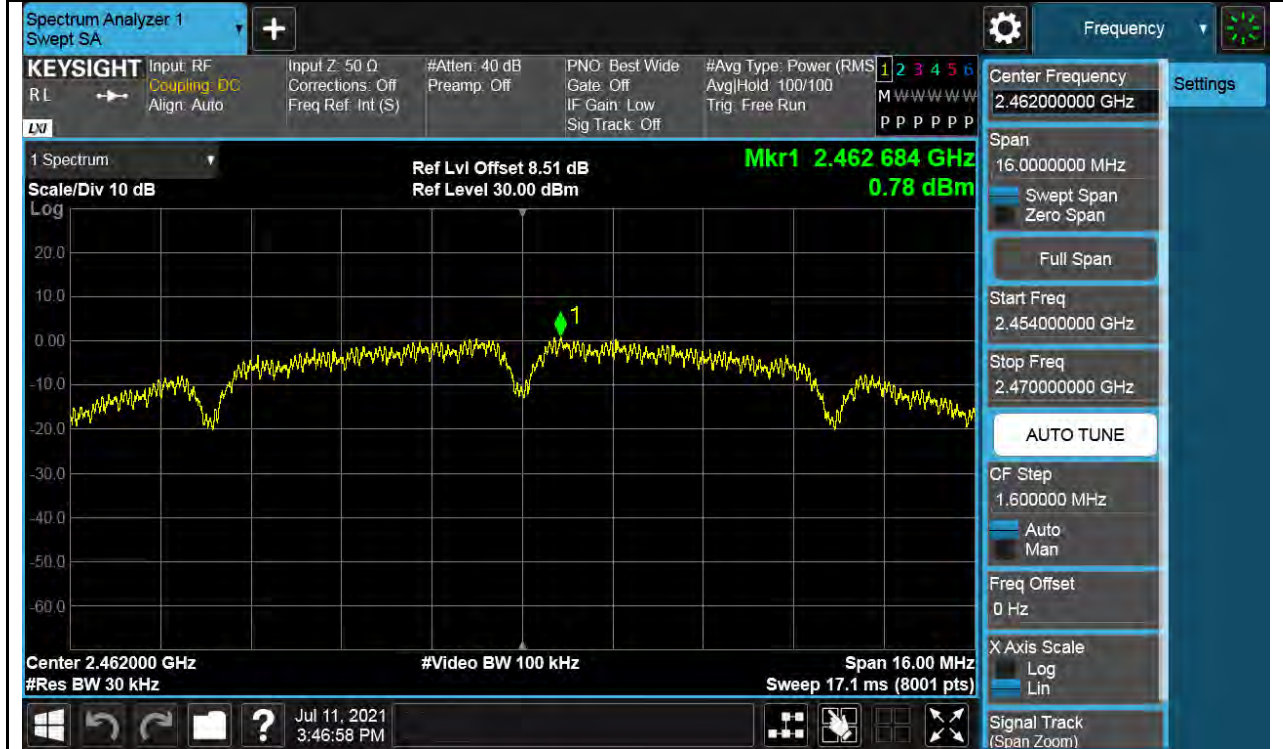 Spectrum Analyzer 1
Swept SA
+
Frequency
KEYSIGHT
R L
LXI
Input: RF
Coupling: DC
Align: Auto
Input Z: 50 Ω
Corrections: Off
Freq Ref: Int (S)
#Atten: 40 dB
Preamp: Off
PNO: Best Wide
Gate: Off
IF Gain: Low
Sig Track: Off
#Avg Type: Power (RMS
Avg|Hold: 100/100
Trig: Free Run
1 2 3 4 5 6
M W W W W W
P P P P P P
1 Spectrum
Scale/Div 10 dB
Log
Ref Lvl Offset 8.51 dB
Ref Level 30.00 dBm
Mkr1 2.462 684 GHz
0.78 dBm
20.0
10.0
0.00
-10.0
-20.0
-30.0
-40.0
-50.0
-60.0
1
Center 2.462000 GHz
#Res BW 30 kHz
#Video BW 100 kHz
Span 16.00 MHz
Sweep 17.1 ms (8001 pts)
?
Jul 11, 2021
3:46:58 PM
Center Frequency
2.462000000 GHz
Settings
Span
16.0000000 MHz
Swept Span
Zero Span
Full Span
Start Freq
2.454000000 GHz
Stop Freq
2.470000000 GHz
AUTO TUNE
CF Step
1.600000 MHz
Auto
Man
Freq Offset
0 Hz
X Axis Scale
Log
Lin
Signal Track
(Span Zoom)